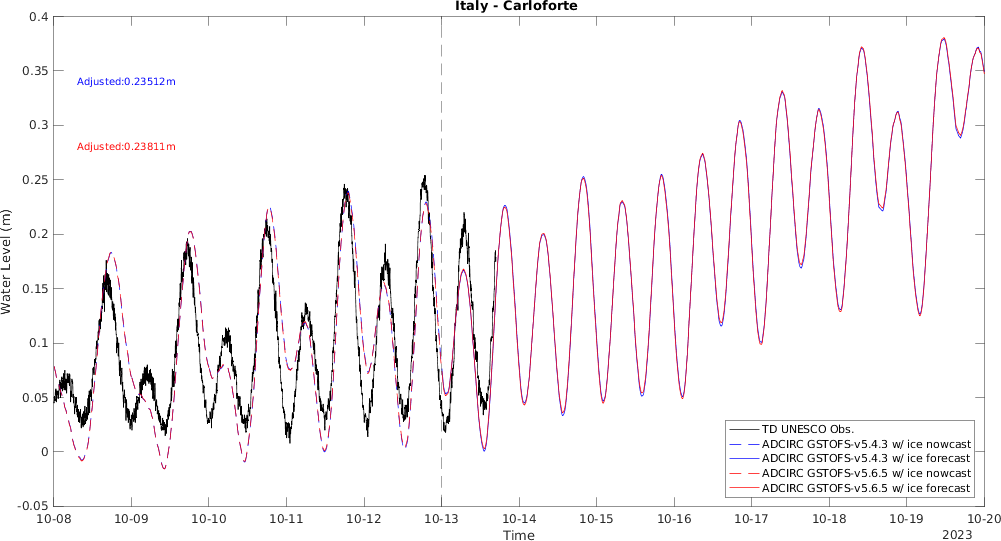 Italy - Carloforte
0.4
0.35
0.3
0.25
0.2
0.15
0.1
0.05
0
-0.05
Water Level (m)
Adjusted:0.23512m
Adjusted:0.23811m
TD UNESCO Obs.
ADCIRC GSTOFS-v5.4.3 w/ ice nowcast
ADCIRC GSTOFS-v5.4.3 w/ ice forecast
ADCIRC GSTOFS-v5.6.5 w/ ice nowcast
ADCIRC GSTOFS-v5.6.5 w/ ice forecast
10-08 10-09 10-10 10-11 10-12 10-13 10-14 10-15 10-16 10-17 10-18 10-19 10-20
Time
2023